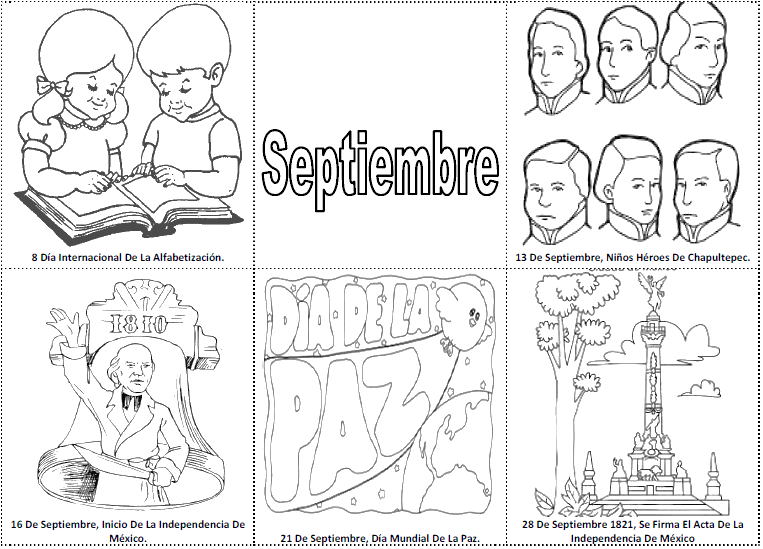 Septiembre
8 Día Internacional De La Alfabetización.
13 De Septiembre, Niños Héroes De Chapultepec.
1810
DÍA DE LA
PAZ
16 De Septiembre, Inicio De La Independencia De
México.
21 De Septiembre, Día Mundial De La Paz.
28 De Septiembre 1821, Se Firma El Acta De La
Independencia De México